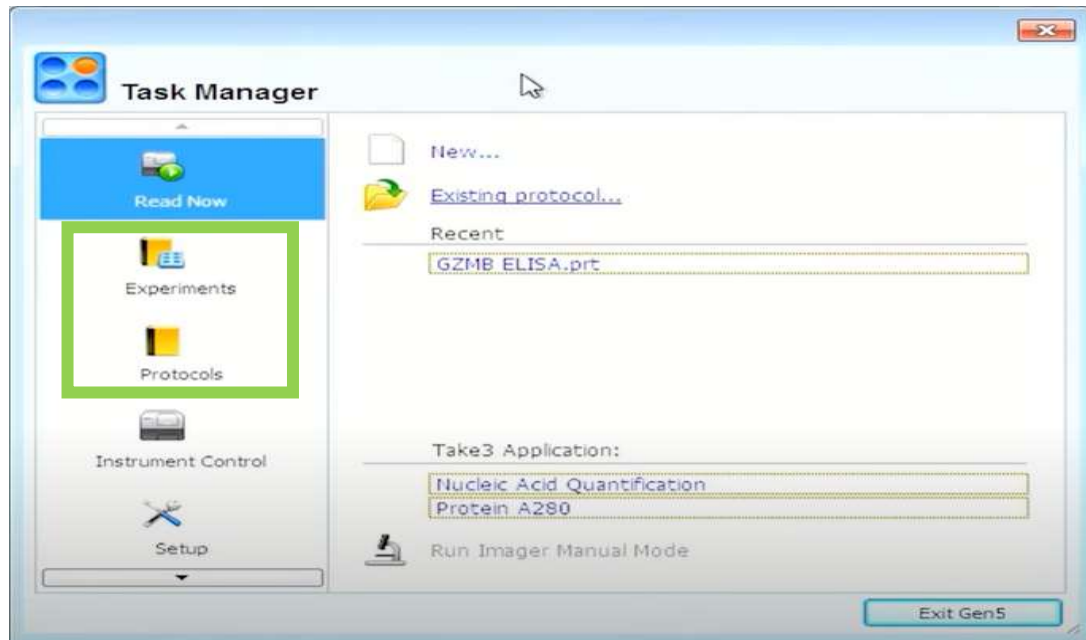 Task Manager
Read Now
Experiments
Protocols
Instrument Control
Setup
New...
Existing protocol...
Recent
GZMB ELISA.prt
Take3 Application:
Nucleic Acid Quantification
Protein A280
Run Imager Manual Mode
Exit Gen5